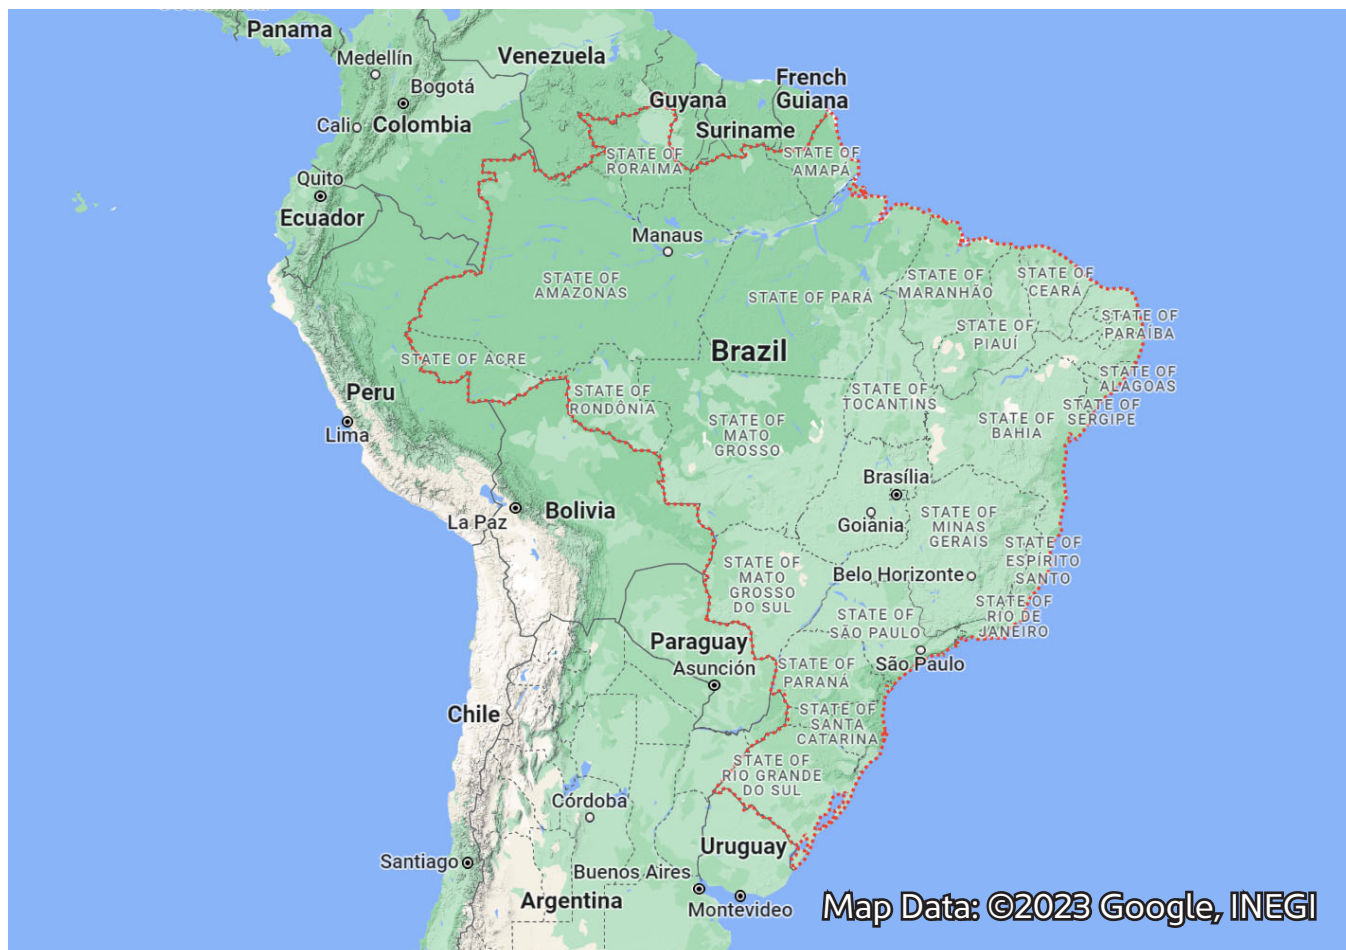 Panama
Medellín
Venezuela
French
Guiana
Bogotá
Guyana
Cali
Colombia
Suriname
STATE OF
RORAIMA
STATE OF
AMAPÁ
Quito
Ecuador
Manaus
STATE OF
AMAZONAS
STATE OF PARÁ
STATE OF
MARANHÃO
STATE OF
CEARÁ
STATE OF
PIAUÍ
STATE OF
PARAÍBA
Brazil
STATE OF ACRE
STATE OF
ALAGOAS
Peru
STATE OF
RONDÔNIA
STATE OF
TOCANTINS
STATE OF
SERGIPE
STATE OF
BAHIA
STATE OF
MATO
GROSSO
Lima
Brasília
La Paz
Bolivia
Goiânia
STATE OF
MINAS
GERAIS
STATE OF
ESPÍRITO
SANTO
STATE OF
MATO
GROSSO
DO SUL
Belo Horizonte
STATE OF
RIO DE
JANEIRO
STATE OF
SÃO PAULO
Paraguay
Asunción
STATE OF
PARANÁ
São Paulo
Chile
STATE OF
SANTA
CATARINA
STATE OF
RIO GRANDE
DO SUL
Córdoba
Uruguay
Santiago
Buenos Aires
Argentina
Montevideo
Map Data: ©2023 Google, INEGI